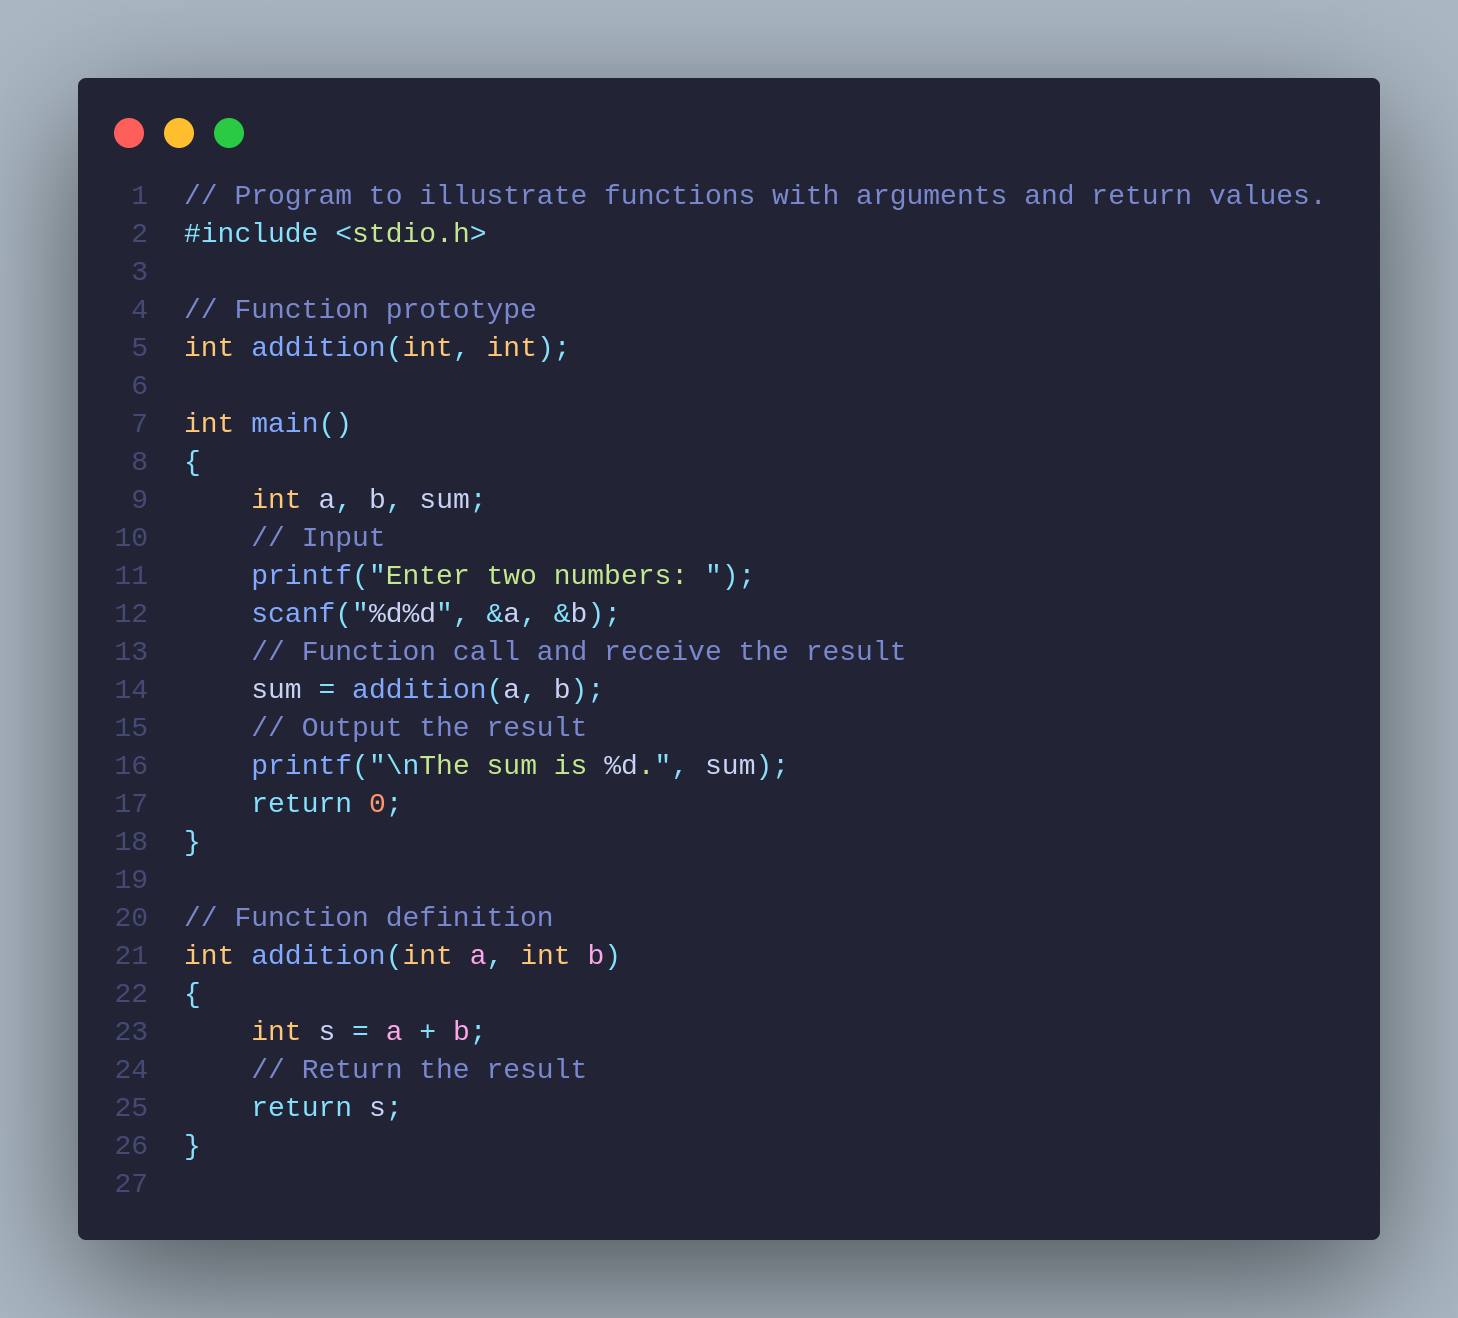 1 // Program to illustrate functions with arguments and return values.
2 #include <stdio.h>
3
4 // Function prototype
5 int addition(int, int);
6
7 int main()
8 {
9     int a, b, sum;
10     // Input
11     printf("Enter two numbers: ");
12     scanf("%d%d", &a, &b);
13     // Function call and receive the result
14     sum = addition(a, b);
15     // Output the result
16     printf("\nThe sum is %d.", sum);
17     return 0;
18 }
19
20 // Function definition
21 int addition(int a, int b)
22 {
23     int s = a + b;
24     // Return the result
25     return s;
26 }
27